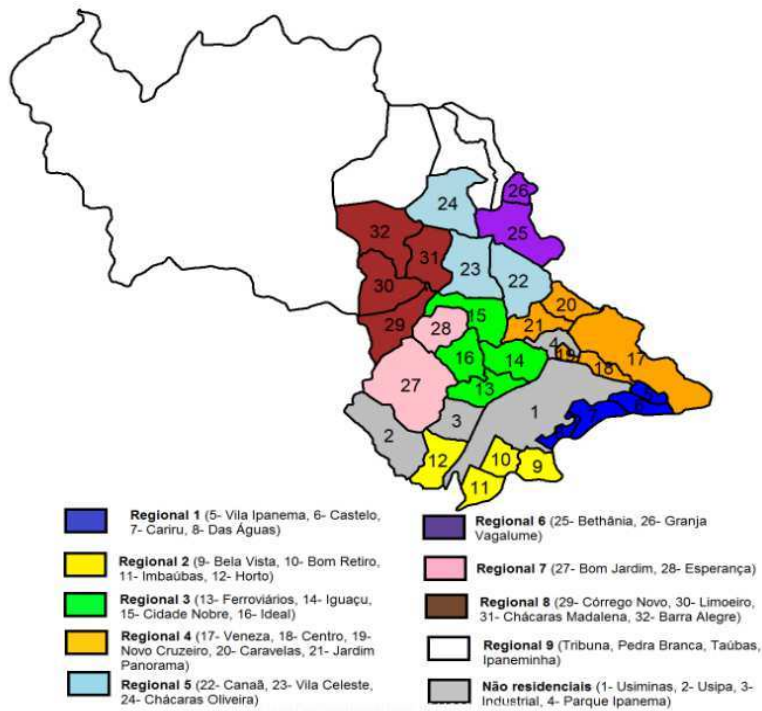 26
24
25
32
31
23
22
30
20
29
15
21
28
4
19
17
16
14
18
27
13
1
3
2
12
10
9
11
Regional 1 (5- Vila Ipanema, 6- Castelo,
7- Cariru, 8- Das Águas)
Regional 2 (9- Bela Vista, 10- Bom Retiro,
11- Imbaúbas, 12- Horto)
Regional 3 (13- Ferroviários, 14- Iguaçu,
15- Cidade Nobre, 16- Ideal)
Regional 4 (17- Veneza, 18- Centro, 19-
Novo Cruzeiro, 20- Caravelas, 21- Jardim
Panorama)
Regional 5 (22- Canaã, 23- Vila Celeste,
24- Chácaras Oliveira)
Regional 6 (25- Bethânia, 26- Granja
Vagalume)
Regional 7 (27- Bom Jardim, 28- Esperança)
Regional 8 (29- Córrego Novo, 30- Limoeiro,
31- Chácaras Madalena, 32- Barra Alegre)
Regional 9 (Tribuna, Pedra Branca, Taúbas,
Ipaneminha)
Não residenciais (1- Usiminas, 2- Usipa, 3-
Industrial, 4- Parque Ipanema)